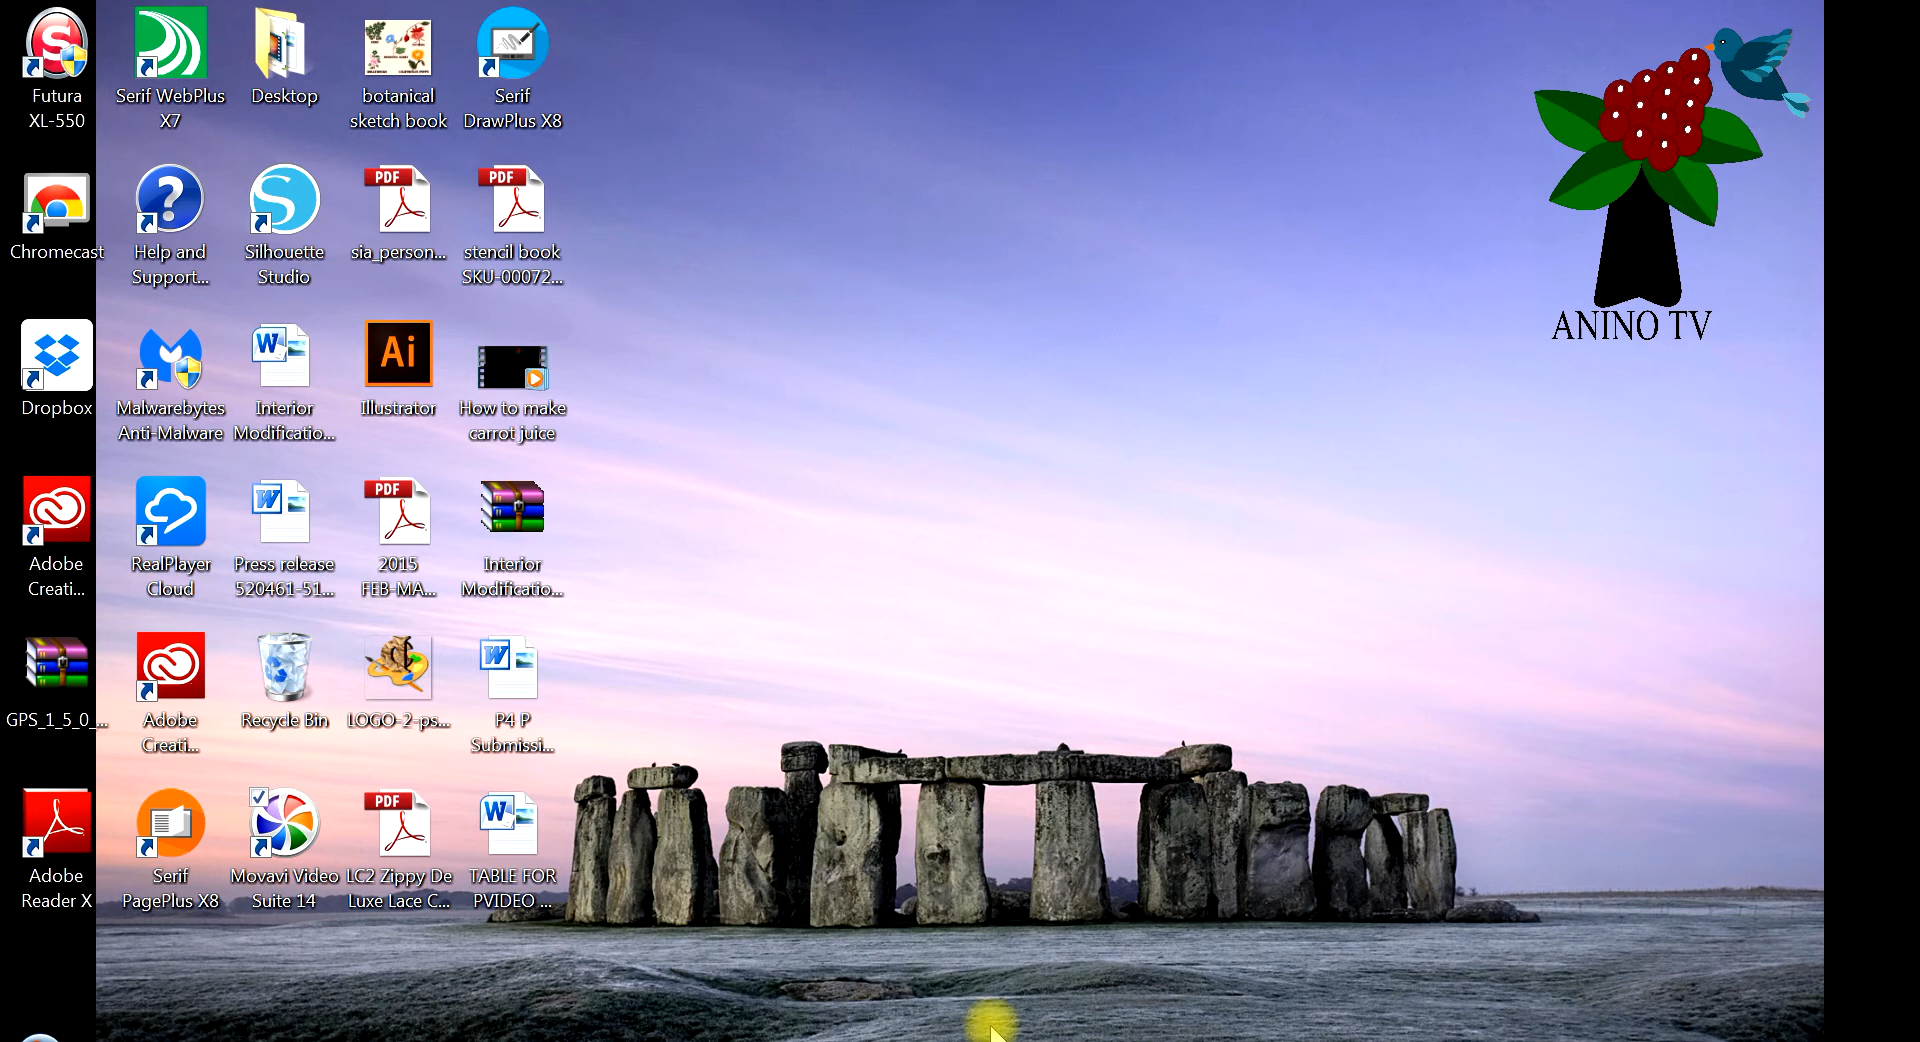 Futura
XL-550
Serif WebPlus
X7
Desktop
botanical
sketch book
Serif
DrawPlus X8
Chromecast
Help and
Support...
Silhouette
Studio
PDF
sia_person...
PDF
stencil book
SKU-00072...
Dropbox
Malwarebytes
Anti-Malware
W
Interior
Modificatio...
Ai
Illustrator
How to make
carrot juice
Adobe
Creati...
RealPlayer
Cloud
W
Press release
520461-51...
PDF
2015
FEB-MA...
Interior
Modificatio...
GPS_1_5_0_...
Adobe
Creati...
Recycle Bin
LOGO-2-ps...
W
P4 P
Submissi...
Adobe
Reader X
Serif
PagePlus X8
Movavi Video
Suite 14
PDF
LC2 Zippy De
Luxe Lace C...
W
TABLE FOR
PVIDEO ...
ANINO TV